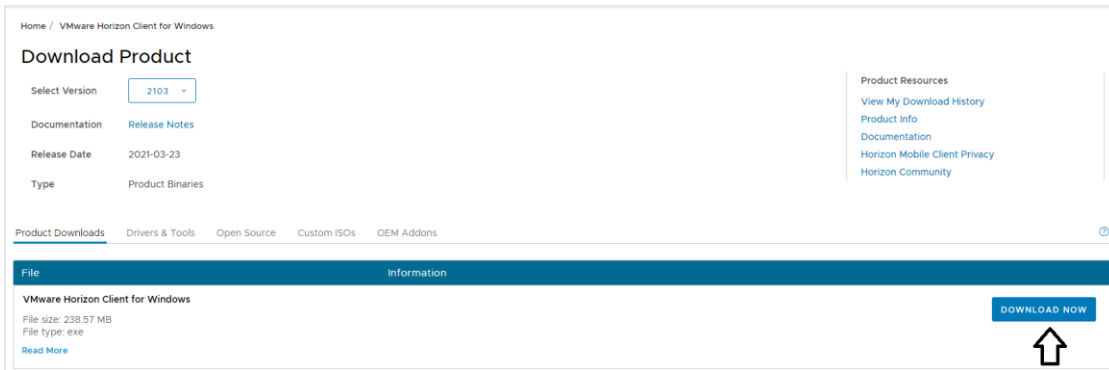 Home / VMware Horizon Client for Windows
Download Product
Select Version 2103
Documentation Release Notes
Release Date 2021-03-23
Type Product Binaries
Product Resources
View My Download History
Product Info
Documentation
Horizon Mobile Client Privacy
Horizon Community
Product Downloads Drivers & Tools Open Source Custom ISOs OEM Addons ?
File Information
VMware Horizon Client for Windows
File size: 238.57 MB
File type: exe
Read More
DOWNLOAD NOW